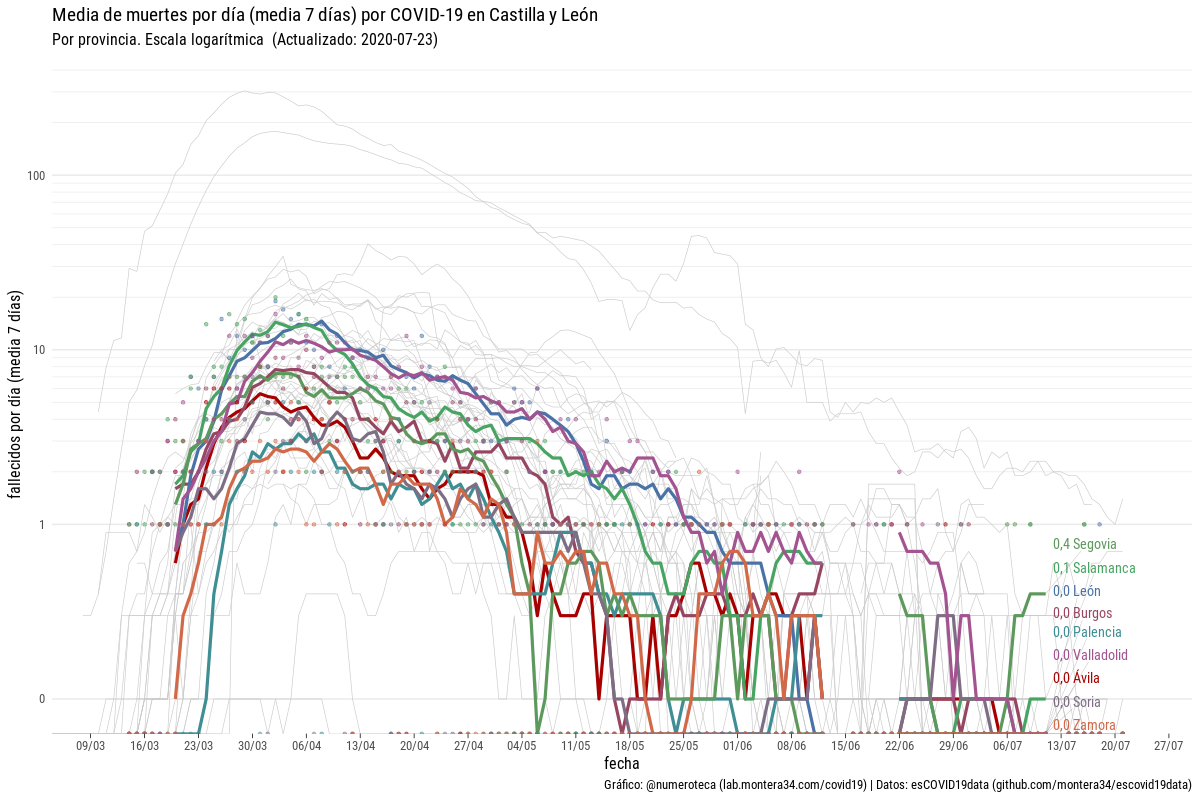 Media de muertes por día (media 7 días) por COVID-19 en Castilla y León
Por provincia. Escala logarítmica (Actualizado: 2020-07-23)
fallecidos por día (media 7 días)
100
10
1
0
0,4 Segovia
0,1 Salamanca
0,0 León
0,0 Burgos
0,0 Palencia
0,0 Valladolid
0,0 Ávila
0,0 Soria
0,0 Zamora
09/03 16/03 23/03 30/03 06/04 13/04 20/04 27/04 04/05 11/05 18/05 25/05 01/06 08/06 15/06 22/06 29/06 06/07 13/07 20/07 27/07
fecha
Gráfico: @numeroteca (lab.montera34.com/covid19) | Datos: esCOVID19data (github.com/montera34/escovid19data)